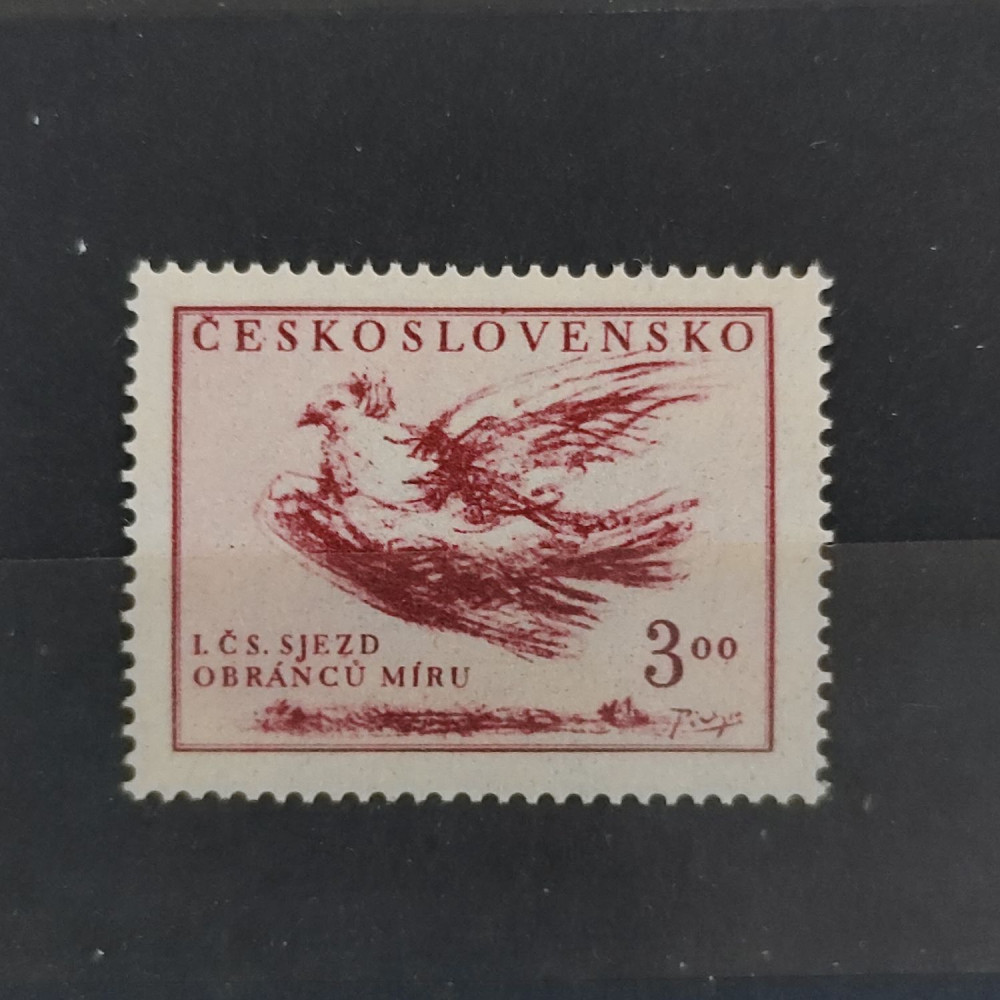 ČESKOSLOVENSKO
I. ČS. SJEZD
OBRÁNCŮ MÍRU
3 00